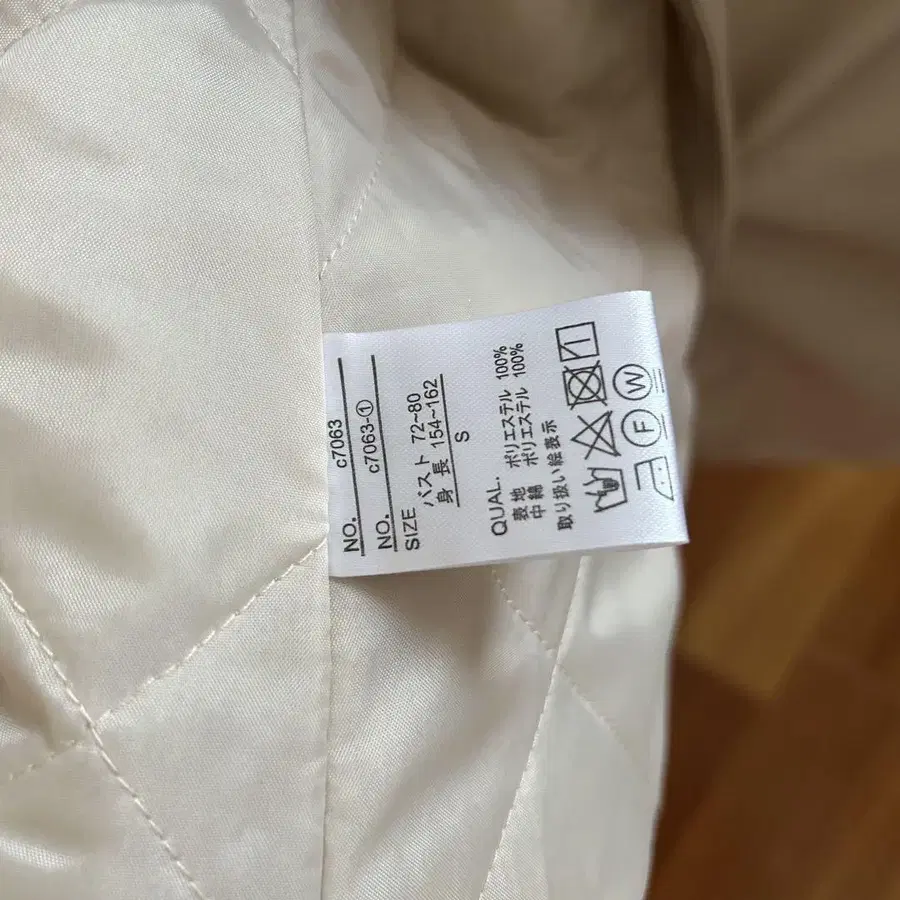 NO. c7063
NO. c7063-①
SIZE
バスト 72~80
身長 154~162
S
QUAL.
表地 ポリエステル 100%
中綿 ポリエステル 100%
取り扱い絵表示
F W